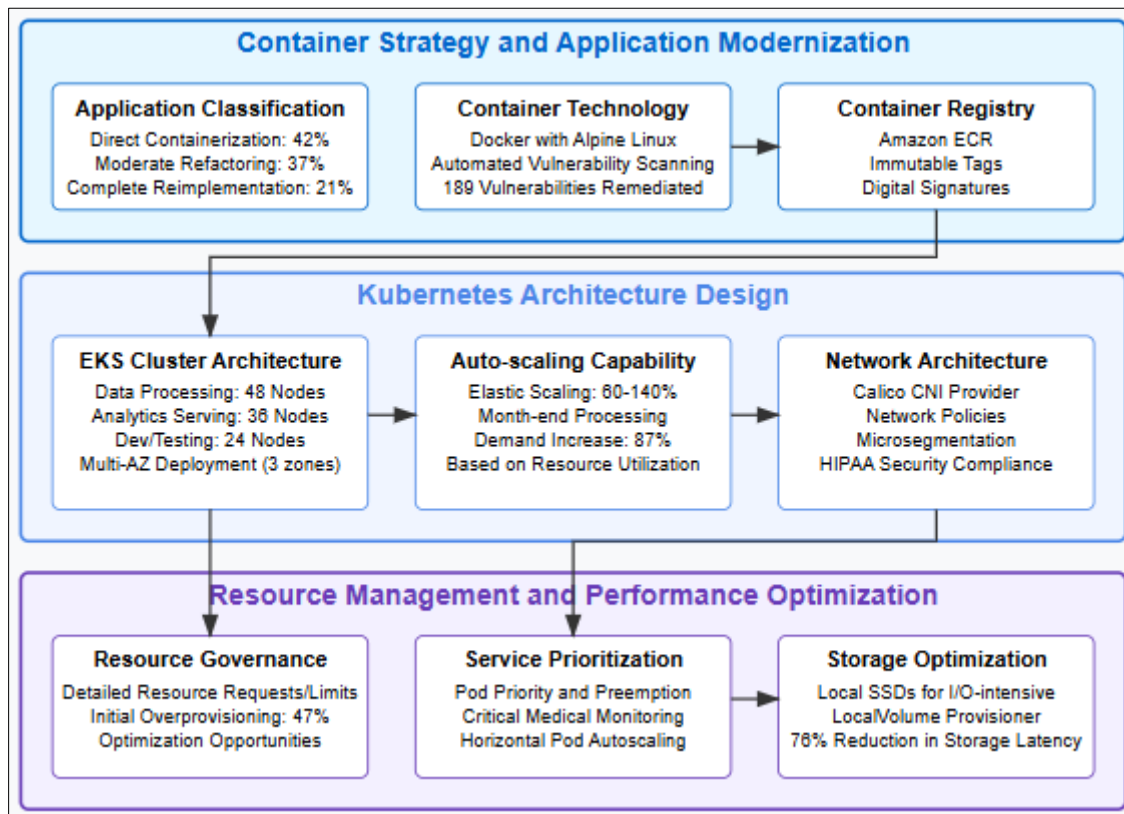 Container Strategy and Application Modernization
Application Classification
Direct Containerization: 42%
Moderate Refactoring: 37%
Complete Reimplementation: 21%
Container Technology
Docker with Alpine Linux
Automated Vulnerability Scanning
189 Vulnerabilities Remediated
Container Registry
Amazon ECR
Immutable Tags
Digital Signatures
Kubernetes Architecture Design
EKS Cluster Architecture
Data Processing: 48 Nodes
Analytics Serving: 36 Nodes
Dev/Testing: 24 Nodes
Multi-AZ Deployment (3 zones)
Auto-scaling Capability
Elastic Scaling: 60-140%
Month-end Processing
Demand Increase: 87%
Based on Resource Utilization
Network Architecture
Calico CNI Provider
Network Policies
Microsegmentation
HIPAA Security Compliance
Resource Management and Performance Optimization
Resource Governance
Detailed Resource Requests/Limits
Initial Overprovisioning: 47%
Optimization Opportunities
Service Prioritization
Pod Priority and Preemption
Critical Medical Monitoring
Horizontal Pod Autoscaling
Storage Optimization
Local SSDs for I/O-intensive
LocalVolume Provisioner
76% Reduction in Storage Latency